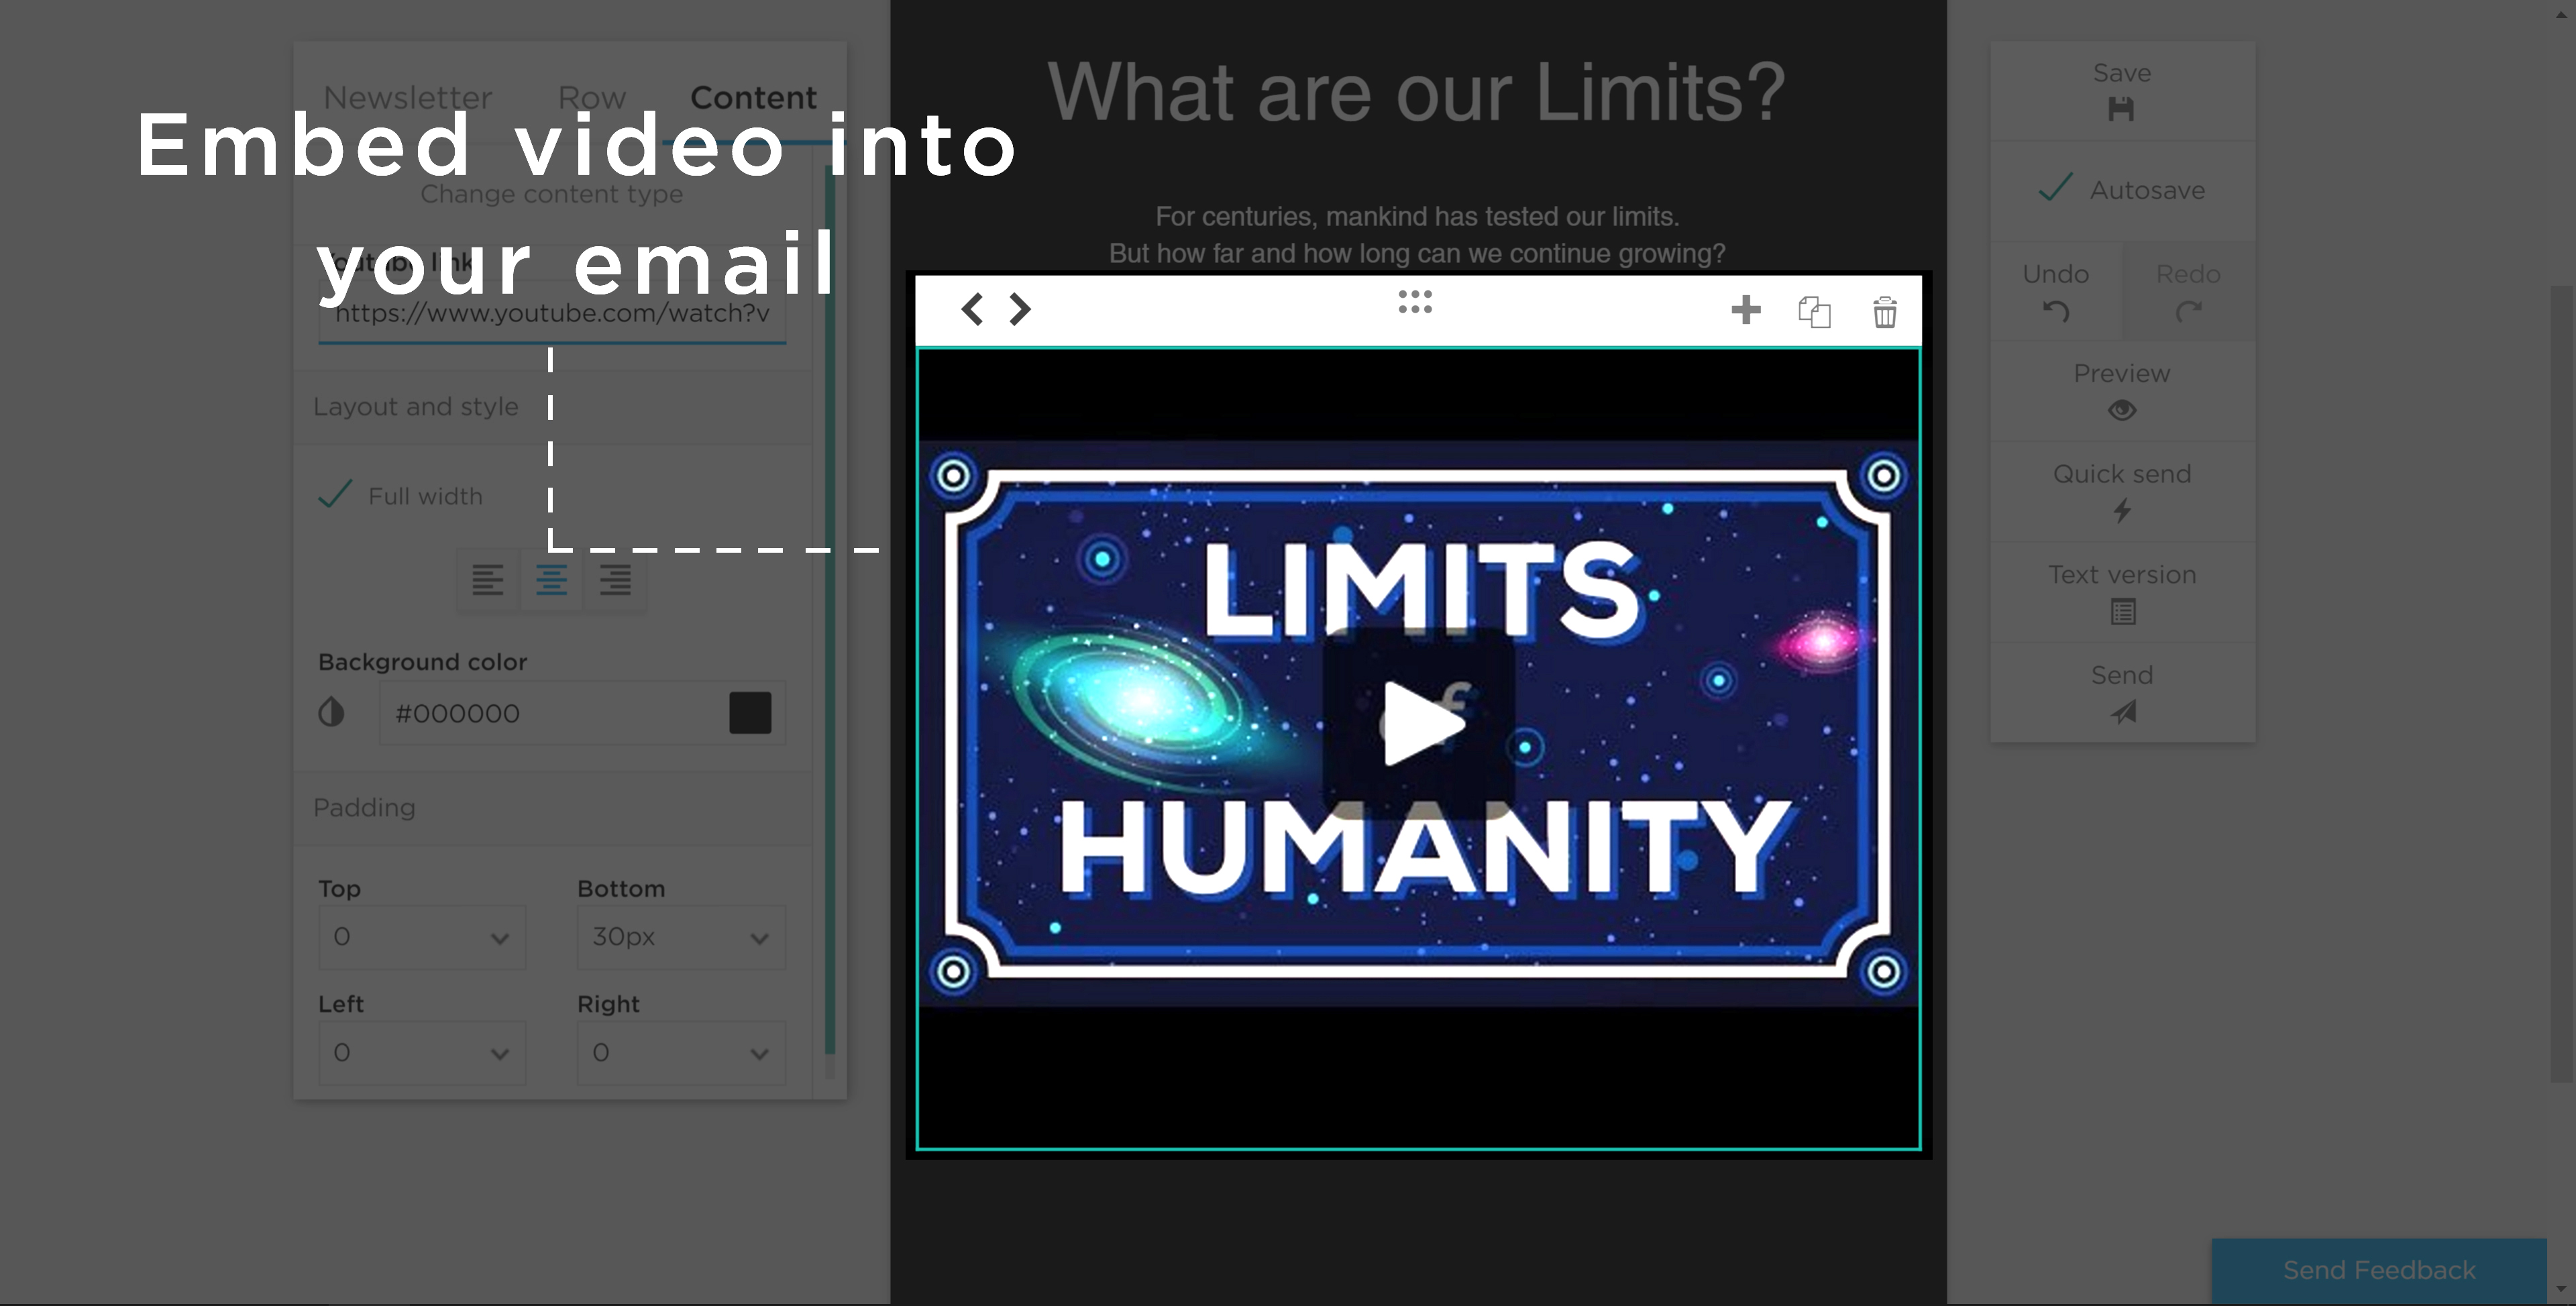 Embed video into
your email
Newsletter Row Content
Change content type
Youtube link
https://www.youtube.com/watch?v
Layout and style
Full width
Background color
#000000
Padding
Top Bottom
0 30px
Left Right
0 0
What are our Limits?
For centuries, mankind has tested our limits.
But how far and how long can we continue growing?
LIMITS
of
HUMANITY
Save
Autosave
Undo Redo
Preview
Quick send
Text version
Send
Send Feedback